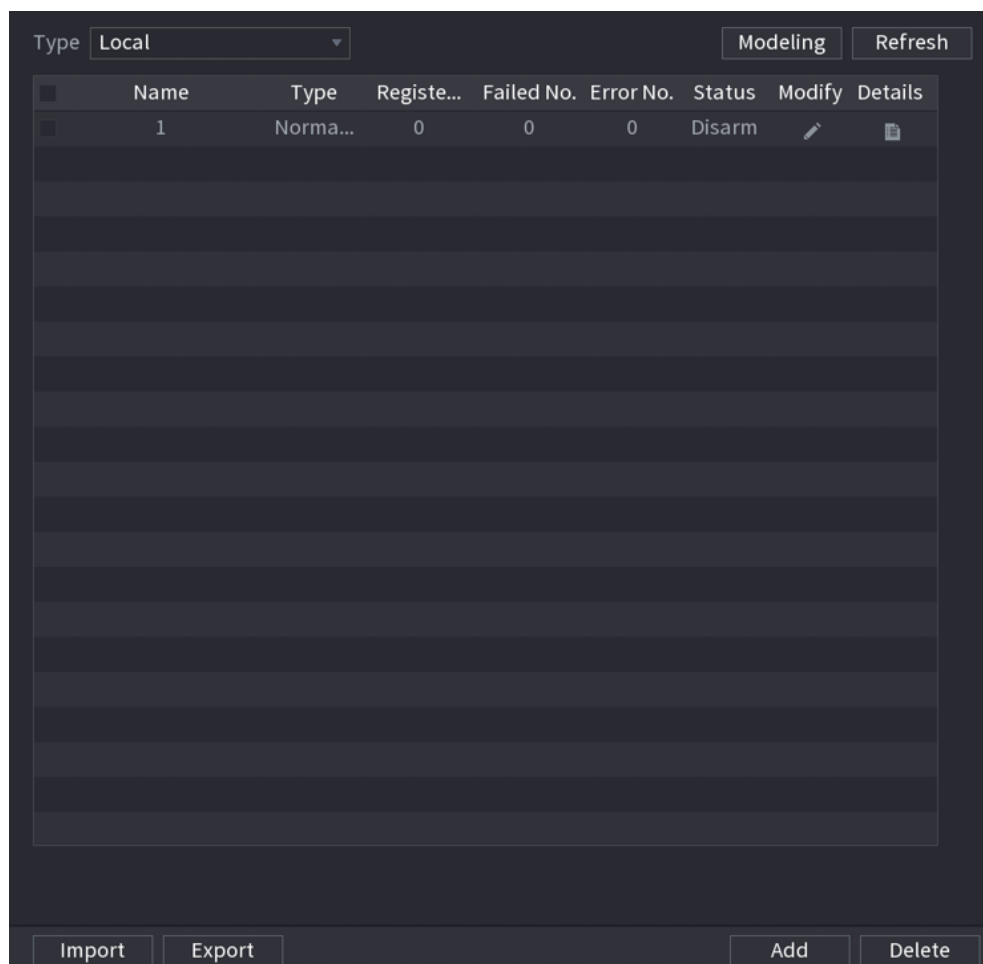 Type Local Modeling Refresh
Name Type Registe... Failed No. Error No. Status Modify Details
1 Norma... 0 0 0 Disarm
Import Export Add Delete